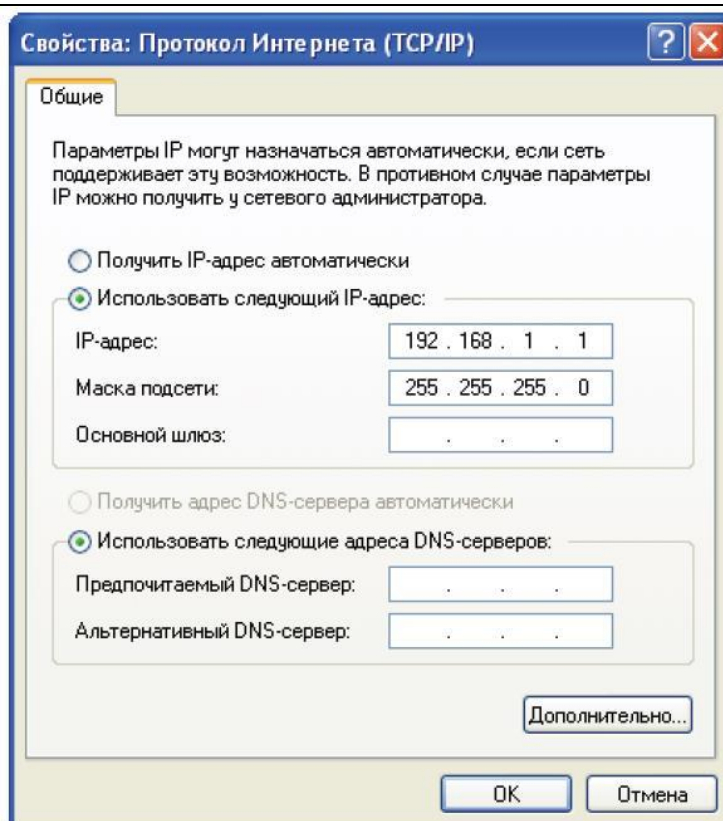 Свойства: Протокол Интернета (TCP/IP)
Общие
Параметры IP могут назначаться автоматически, если сеть
поддерживает эту возможность. В противном случае параметры
IP можно получить у сетевого администратора.
Получить IP-адрес автоматически
Использовать следующий IP-адрес:
IP-адрес: 192 . 168 . 1 . 1
Маска подсети: 255 . 255 . 255 . 0
Основной шлюз: . . .
Получить адрес DNS-сервера автоматически
Использовать следующие адреса DNS-серверов:
Предпочитаемый DNS-сервер: . . .
Альтернативный DNS-сервер: . . .
Дополнительно...
OK Отмена